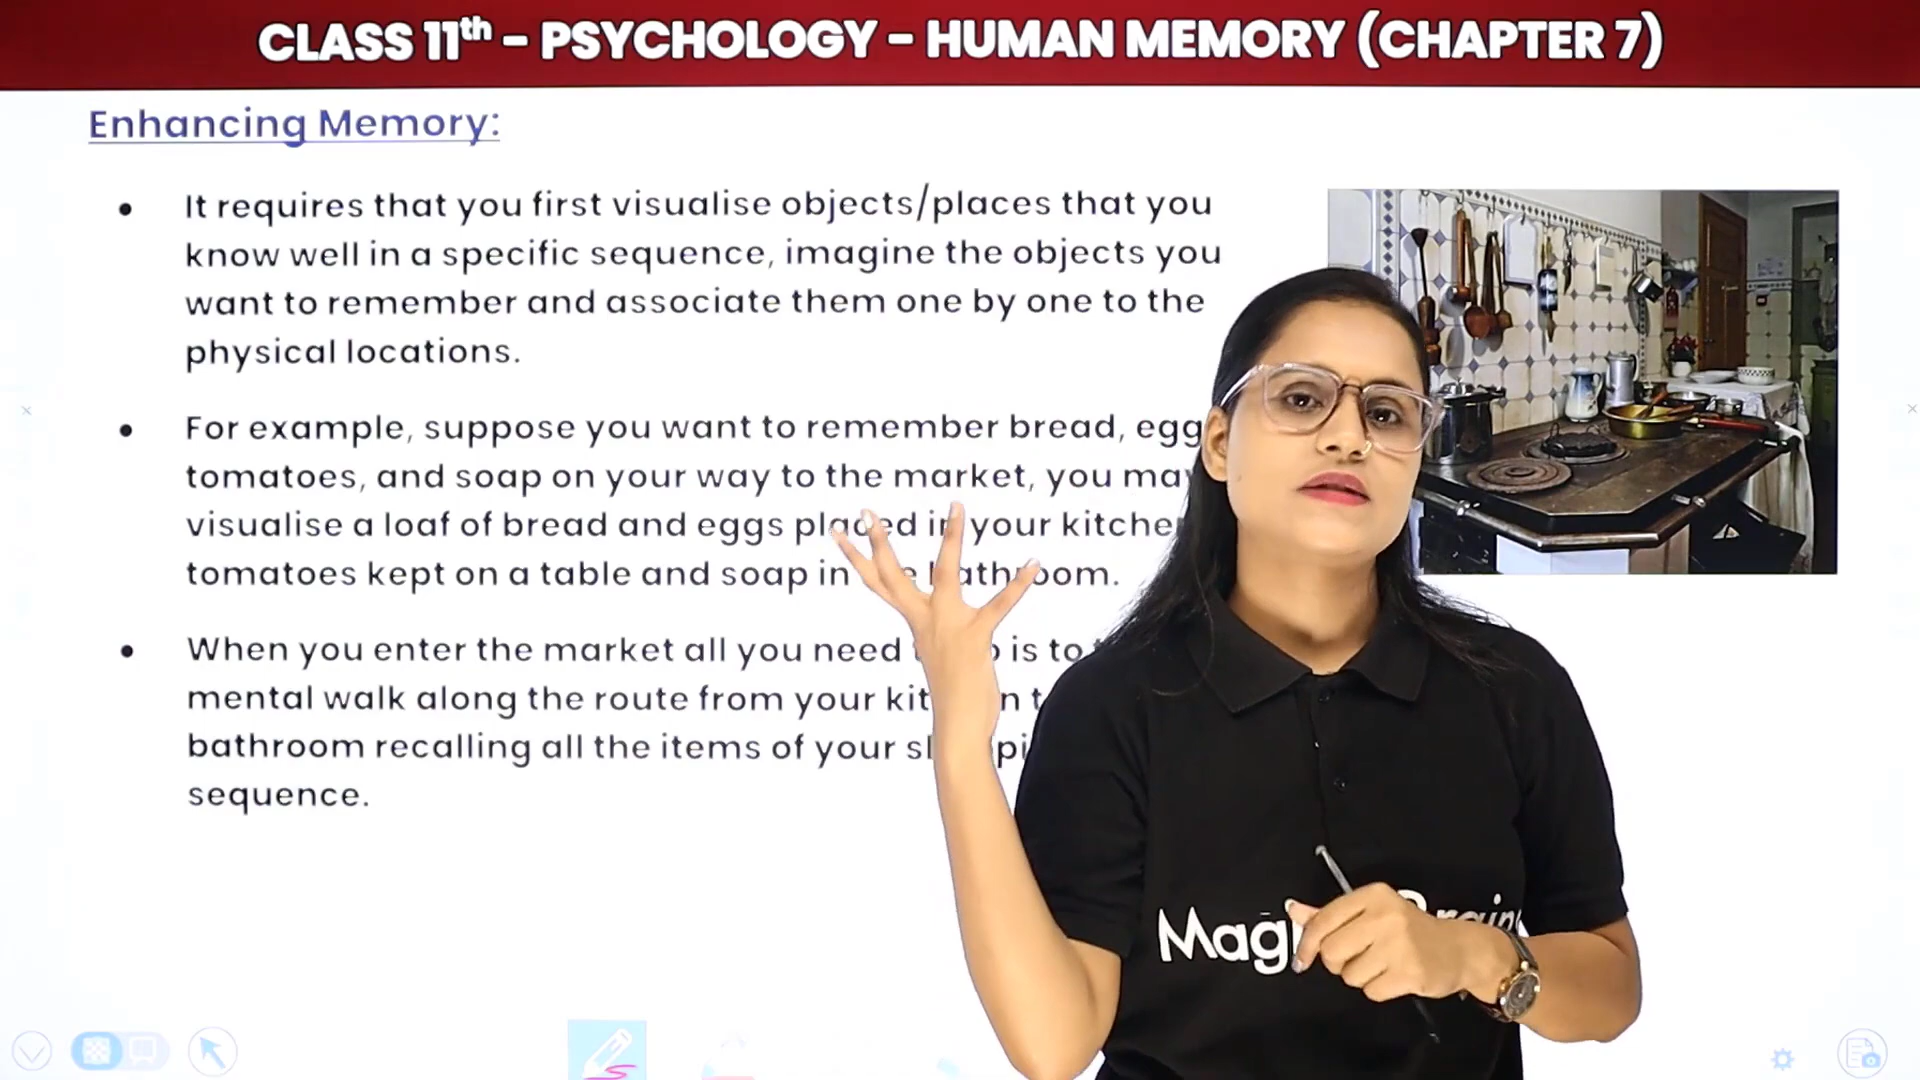 CLASS 11th - PSYCHOLOGY - HUMAN MEMORY (CHAPTER 7)
Enhancing Memory:
• It requires that you first visualise objects/places that you
know well in a specific sequence, imagine the objects you
want to remember and associate them one by one to the
physical locations.
• For example, suppose you want to remember bread,
tomatoes, and soap on your way to the market, you may
visualise a loaf of bread and eggs placed in your
tomatoes kept on a table and soap in bathroom.
• When you enter the market all you need is to
mental walk along the route from your
bathroom recalling all the items of your
sequence.